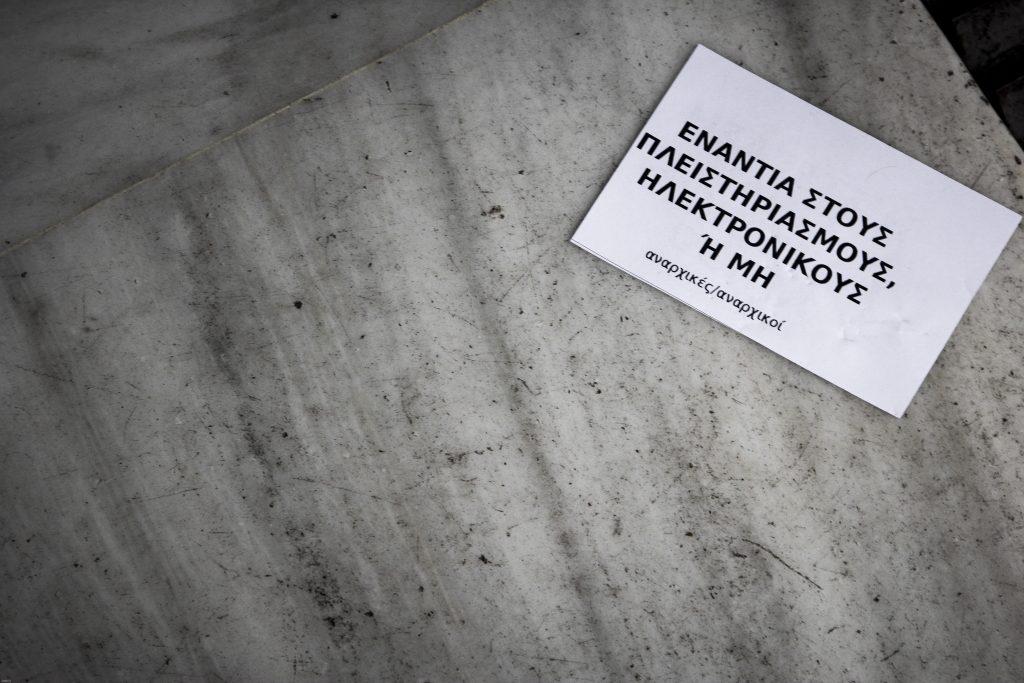 ΕΝΑΝΤΙΑ ΣΤΟΥΣ
ΠΛΕΙΣΤΗΡΙΑΣΜΟΥΣ,
ΗΛΕΚΤΡΟΝΙΚΟΥΣ
Ή ΜΗ
αναρχικές/αναρχικοί